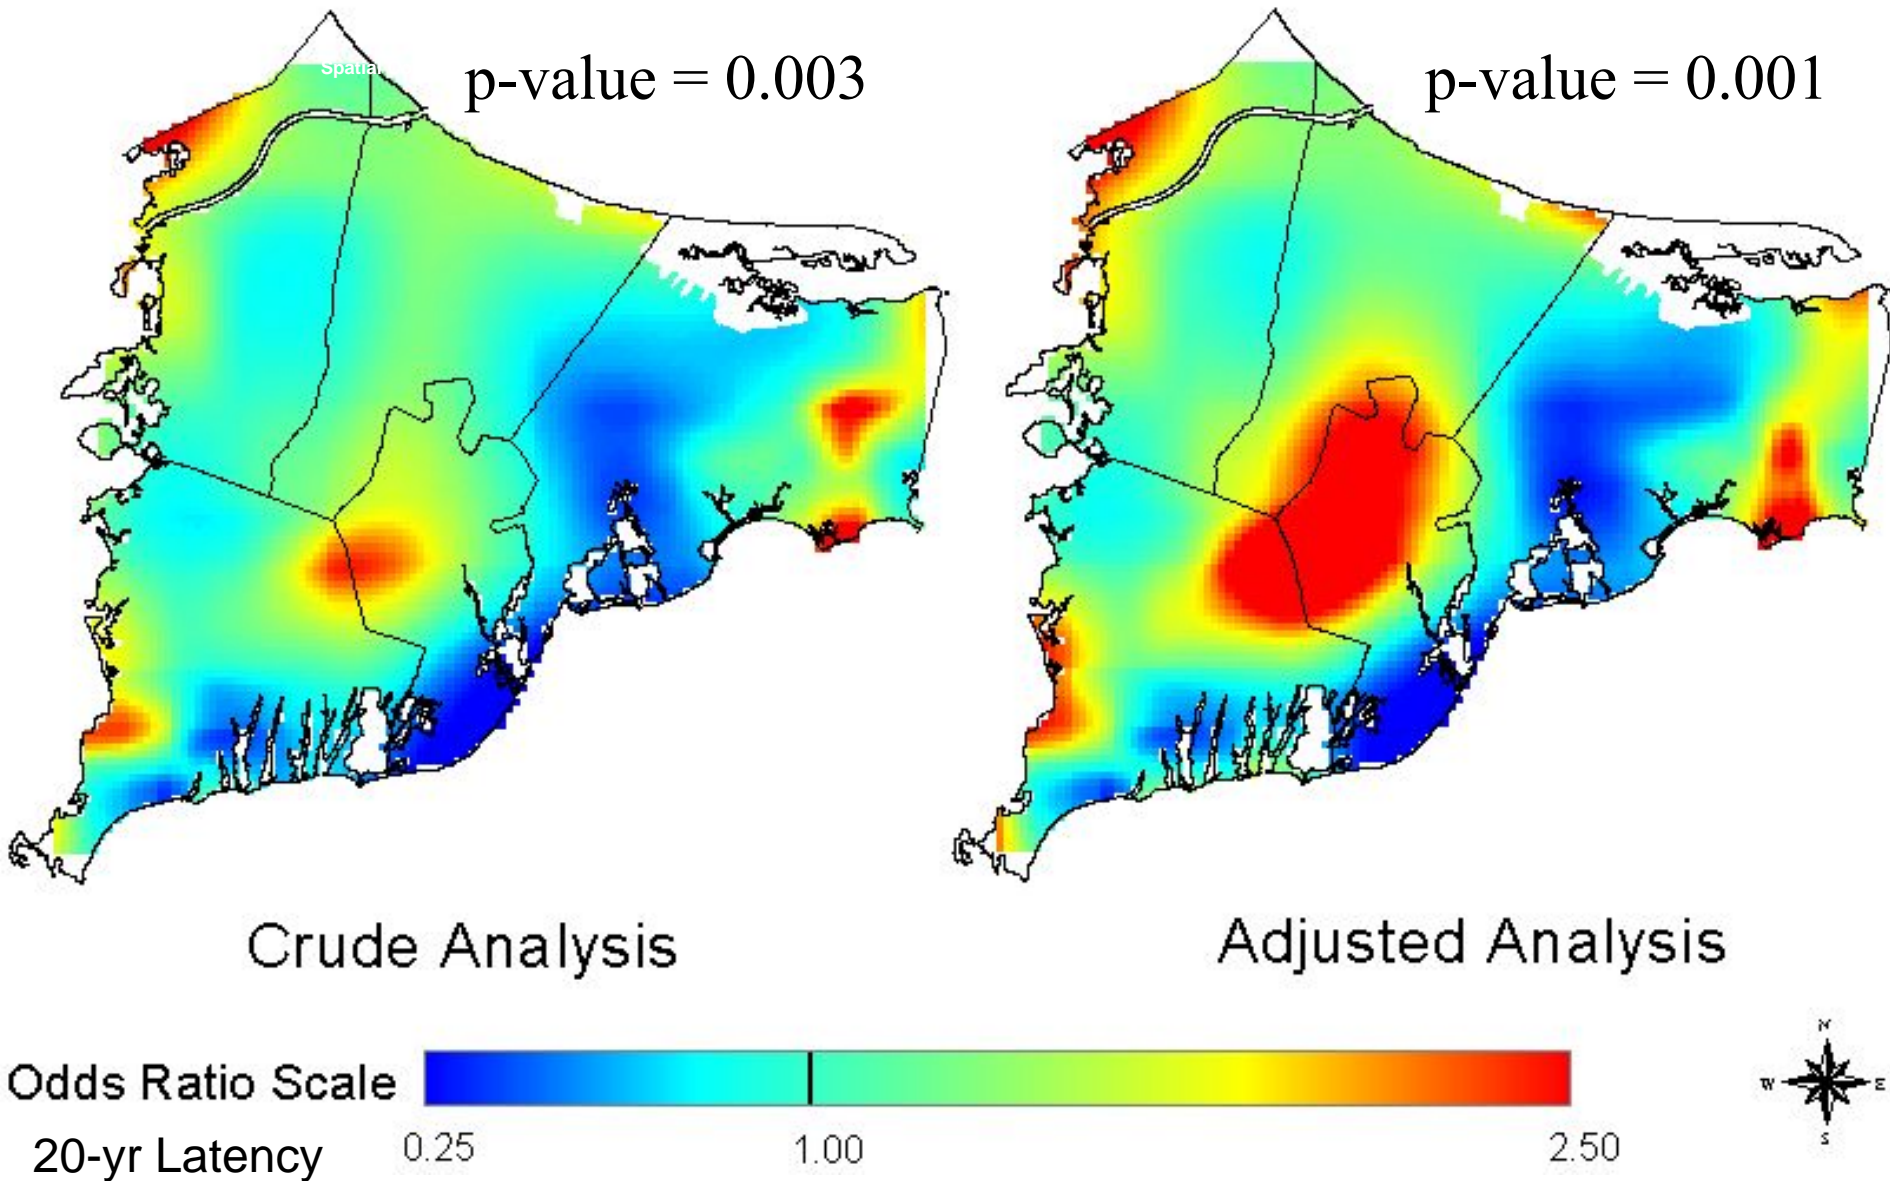 Spatial
p-value = 0.003
p-value = 0.001
Crude Analysis
Adjusted Analysis
Odds Ratio Scale
20-yr Latency
0.25
1.00
2.50
N
W
E
S